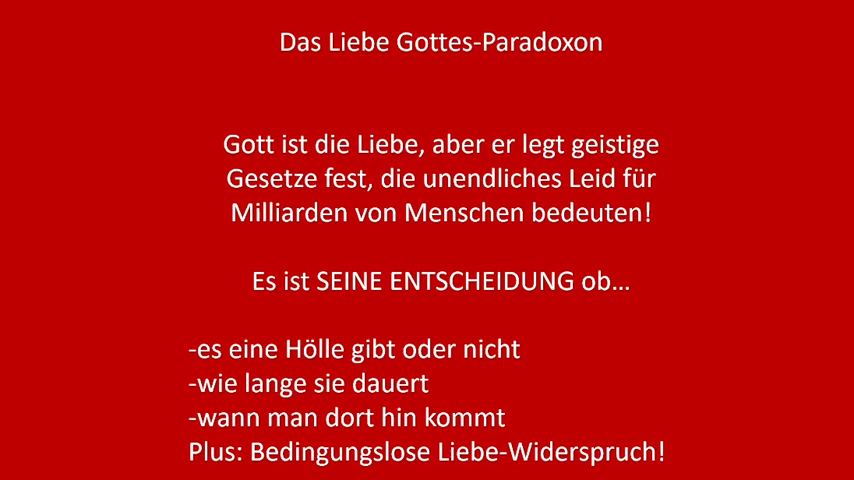 Das Liebe Gottes-Paradoxon
Gott ist die Liebe, aber er legt geistige
Gesetze fest, die unendliches Leid für
Milliarden von Menschen bedeuten!
Es ist SEINE ENTSCHEIDUNG ob...
-es eine Hölle gibt oder nicht
-wie lange sie dauert
-wann man dort hin kommt
Plus: Bedingungslose Liebe-Widerspruch!